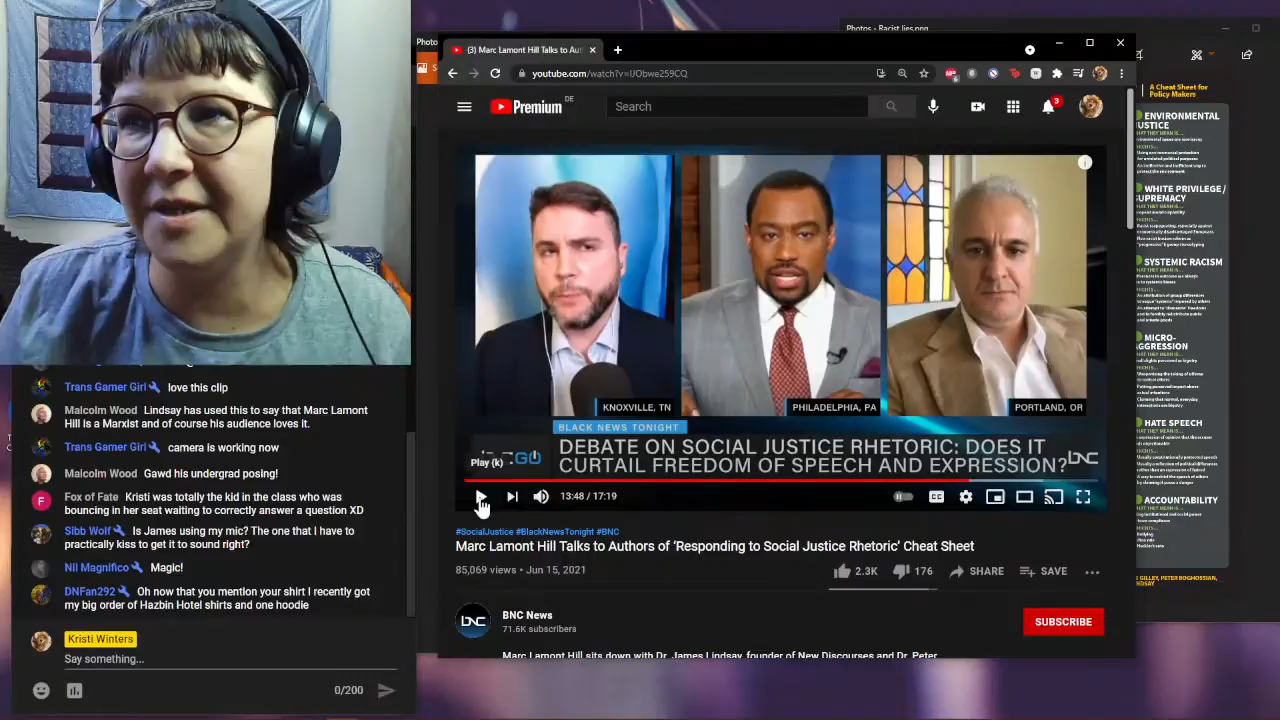 Photos - Racist lies.png
Photo
(3) Marc Lamont Hill Talks to Aut
youtube.com/watch?v=lJObwe259CQ
Premium
DE
Search
3
KNOXVILLE, TN
PHILADELPHIA, PA
PORTLAND, OR
BLACK NEWS TONIGHT
DEBATE ON SOCIAL JUSTICE RHETORIC: DOES IT
CURTAIL FREEDOM OF SPEECH AND EXPRESSION?
Play (k)
GO
13:48 / 17:19
#SocialJustice #BlackNewsTonight #BNC
Marc Lamont Hill Talks to Authors of ‘Responding to Social Justice Rhetoric’ Cheat Sheet
85,069 views • Jun 15, 2021
2.3K
176
SHARE
SAVE
BNC News
71.6K subscribers
SUBSCRIBE
Marc Lamont Hill sits down with Dr. James Lindsay, founder of New Discourses and Dr. Peter
Trans Gamer Girl love this clip
Malcolm Wood Lindsay has used this to say that Marc Lamont
Hill is a Marxist and of course his audience loves it.
Trans Gamer Girl camera is working now
Malcolm Wood Gawd his undergrad posing!
Fox of Fate Kristi was totally the kid in the class who was
bouncing in her seat waiting to correctly answer a question XD
Sibb Wolf Is James using my mic? The one that I have to
practically kiss to get it to sound right?
Nil Magnifico Magic!
DNFan292 Oh now that you mention your shirt I recently got
my big order of Hazbin Hotel shirts and one hoodie
Kristi Winters
Say something...
0/200
A Cheat Sheet for
Policy Makers
ENVIRONMENTAL
USTICE
WHITE PRIVILEGE /
UPREMACY
SYSTEMIC RACISM
MICRO-
AGGRESSION
HATE SPEECH
ACCOUNTABILITY
GILLEY, PETER BOGHOSSIAN,